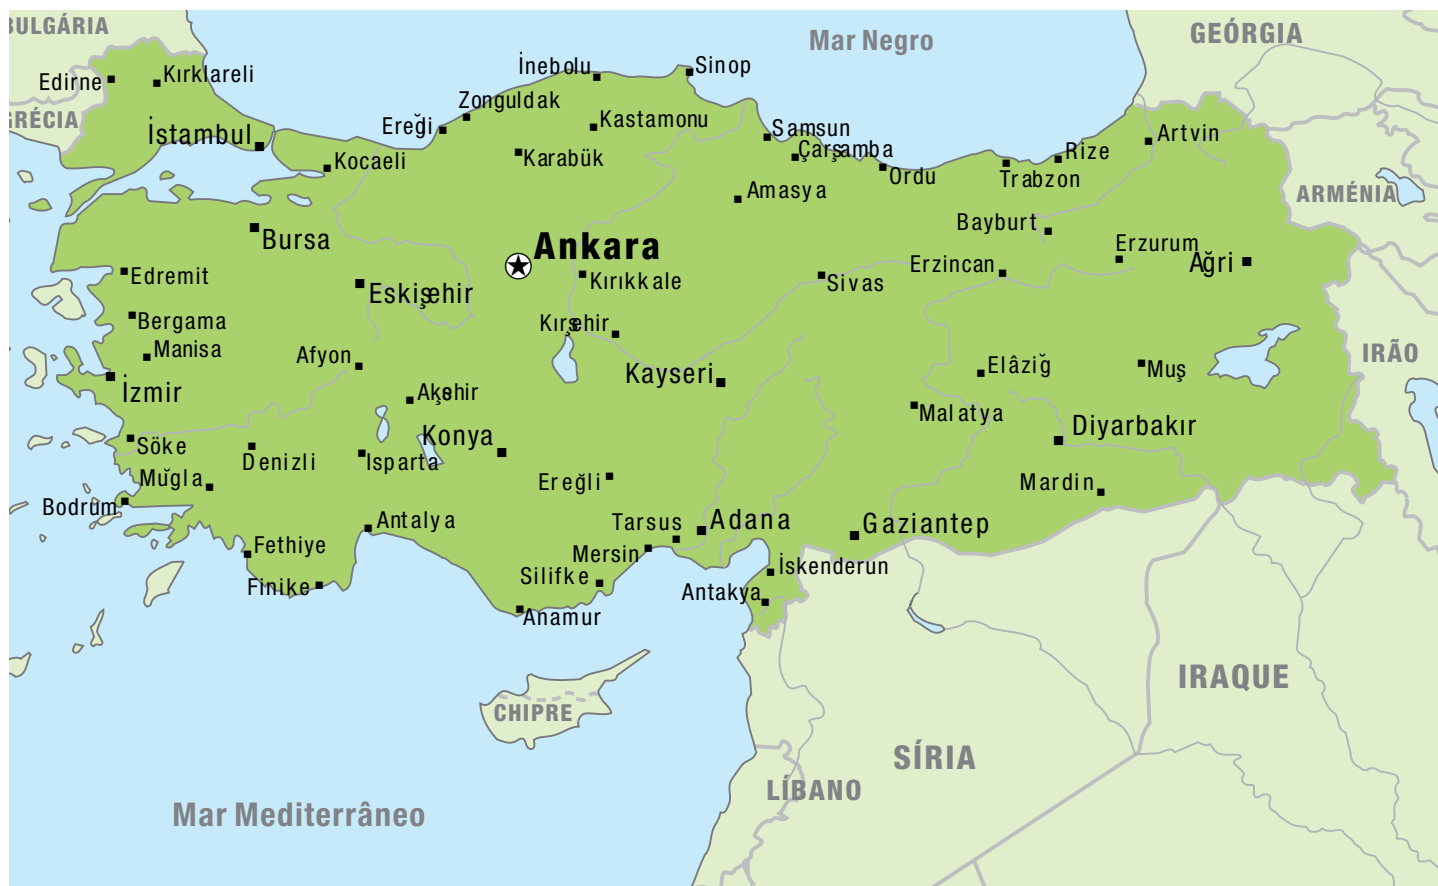 BULGÁRIA
Mar Negro
GEÓRGIA
Edirne
Kırklareli
İnebolu
Sinop
GRÉCIA
İstambul
Zonguldak
Ereği
Kastamonu
Samsun
Çarşamba
Artvin
Kocaeli
Karabük
Ordu
Trabzon
Rize
ARMÉNIA
Amasya
Bursa
Bayburt
Ankara
Edremit
Eskişehir
Kırıkkale
Sivas
Erzincan
Erzurum
Ağri
Bergama
Kırşehir
Manisa
Afyon
Kayseri
Elâziğ
Muş
IRÃO
İzmir
Akşehir
Malatya
Söke
Denizli
Isparta
Konya
Diyarbakır
Muğla
Ereğli
Mardin
Bodrum
Antalya
Tarsus
Adana
Gaziantep
Fethiye
Mersin
Finike
Silifke
İskenderun
Antakya
Anamur
CHIPRE
IRAQUE
SÍRIA
LÍBANO
Mar Mediterrâneo